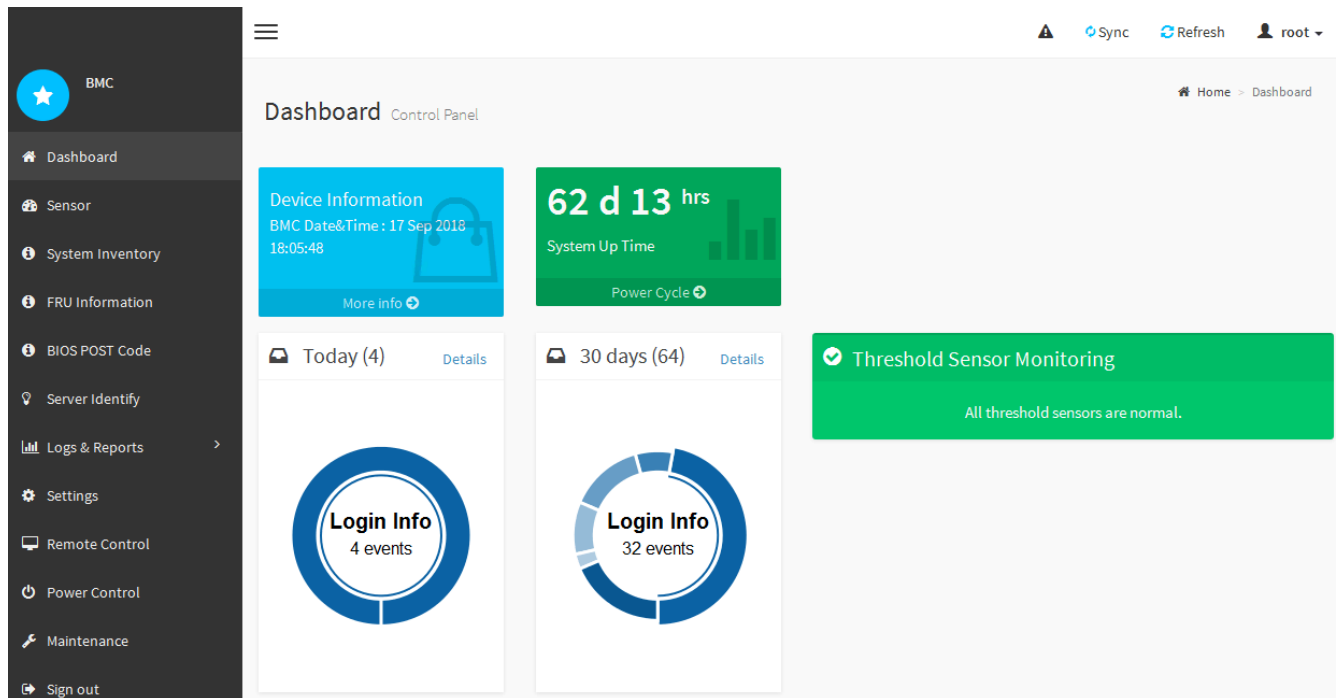 Sync
Refresh
root
BMC
Home > Dashboard
Dashboard Control Panel
Dashboard
Sensor
System Inventory
FRU Information
BIOS POST Code
Server Identify
Logs & Reports
Settings
Remote Control
Power Control
Maintenance
Sign out
Device Information
BMC Date&Time : 17 Sep 2018
18:05:48
More info
62 d 13 hrs
System Up Time
Power Cycle
Today (4) Details
Login Info
4 events
30 days (64) Details
Login Info
32 events
Threshold Sensor Monitoring
All threshold sensors are normal.